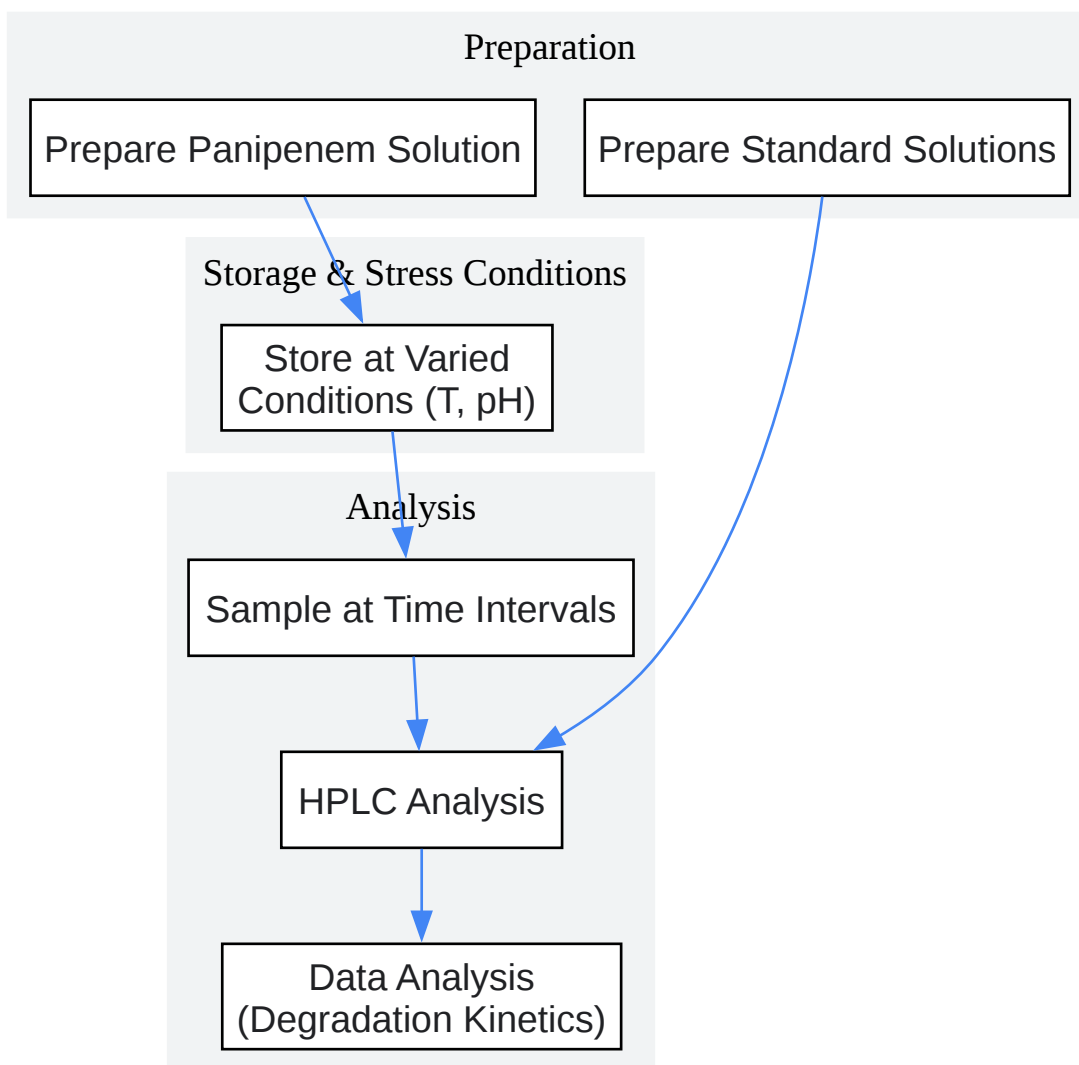 Preparation
Prepare Panipenem Solution
Prepare Standard Solutions
Storage & Stress Conditions
Store at Varied
Conditions (T, pH)
Analysis
Sample at Time Intervals
HPLC Analysis
Data Analysis
(Degradation Kinetics)